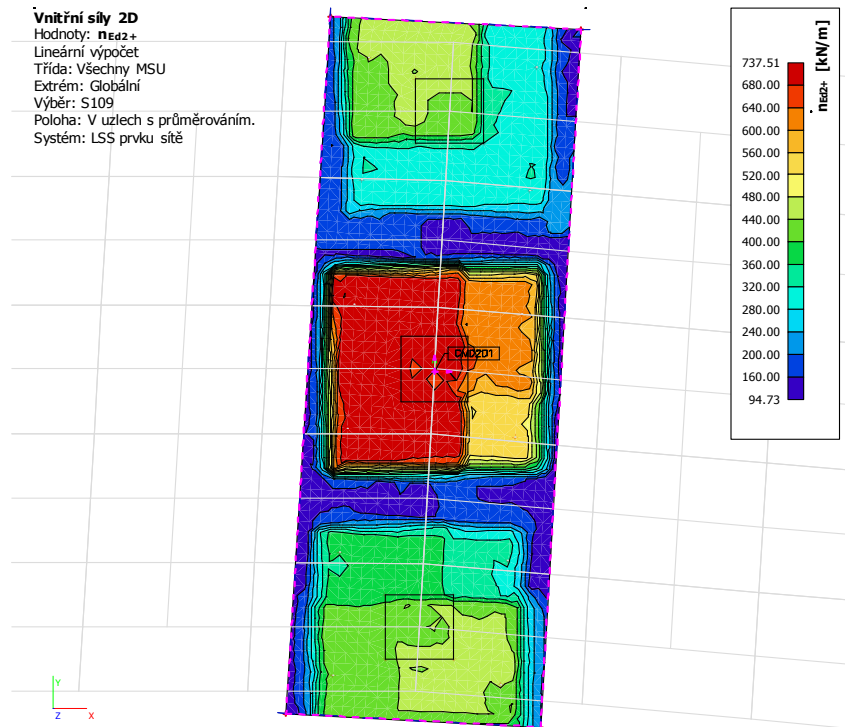 Vnitřní síly 2D
Hodnoty: nEd2+
Lineární výpočet
Třída: Všechny MSU
Extrém: Globální
Výběr: S109
Poloha: V uzlech s průměrováním.
Systém: LSS prvku sítě
nEd2+ [kN/m]
737.51
680.00
640.00
600.00
560.00
520.00
480.00
440.00
400.00
360.00
320.00
280.00
240.00
200.00
160.00
94.73
Y
Z
X